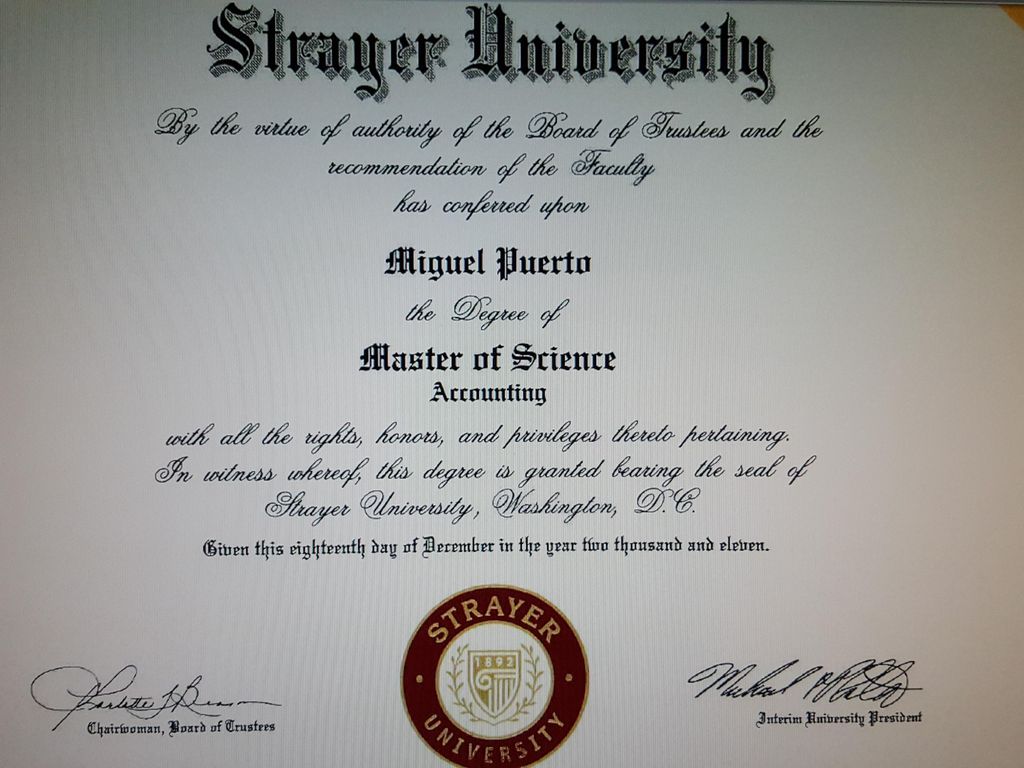 Strayer University
By the virtue of authority of the Board of Trustees and the
recommendation of the Faculty
has conferred upon
Miguel Puerto
the Degree of
Master of Science
Accounting
with all the rights, honors, and privileges thereto pertaining.
In witness whereof, this degree is granted bearing the seal of
Strayer University, Washington, D.C.
Given this eighteenth day of December in the year two thousand and eleven.
STRAYER
1892
UNIVERSITY
Chairwoman, Board of Trustees
Interim University President